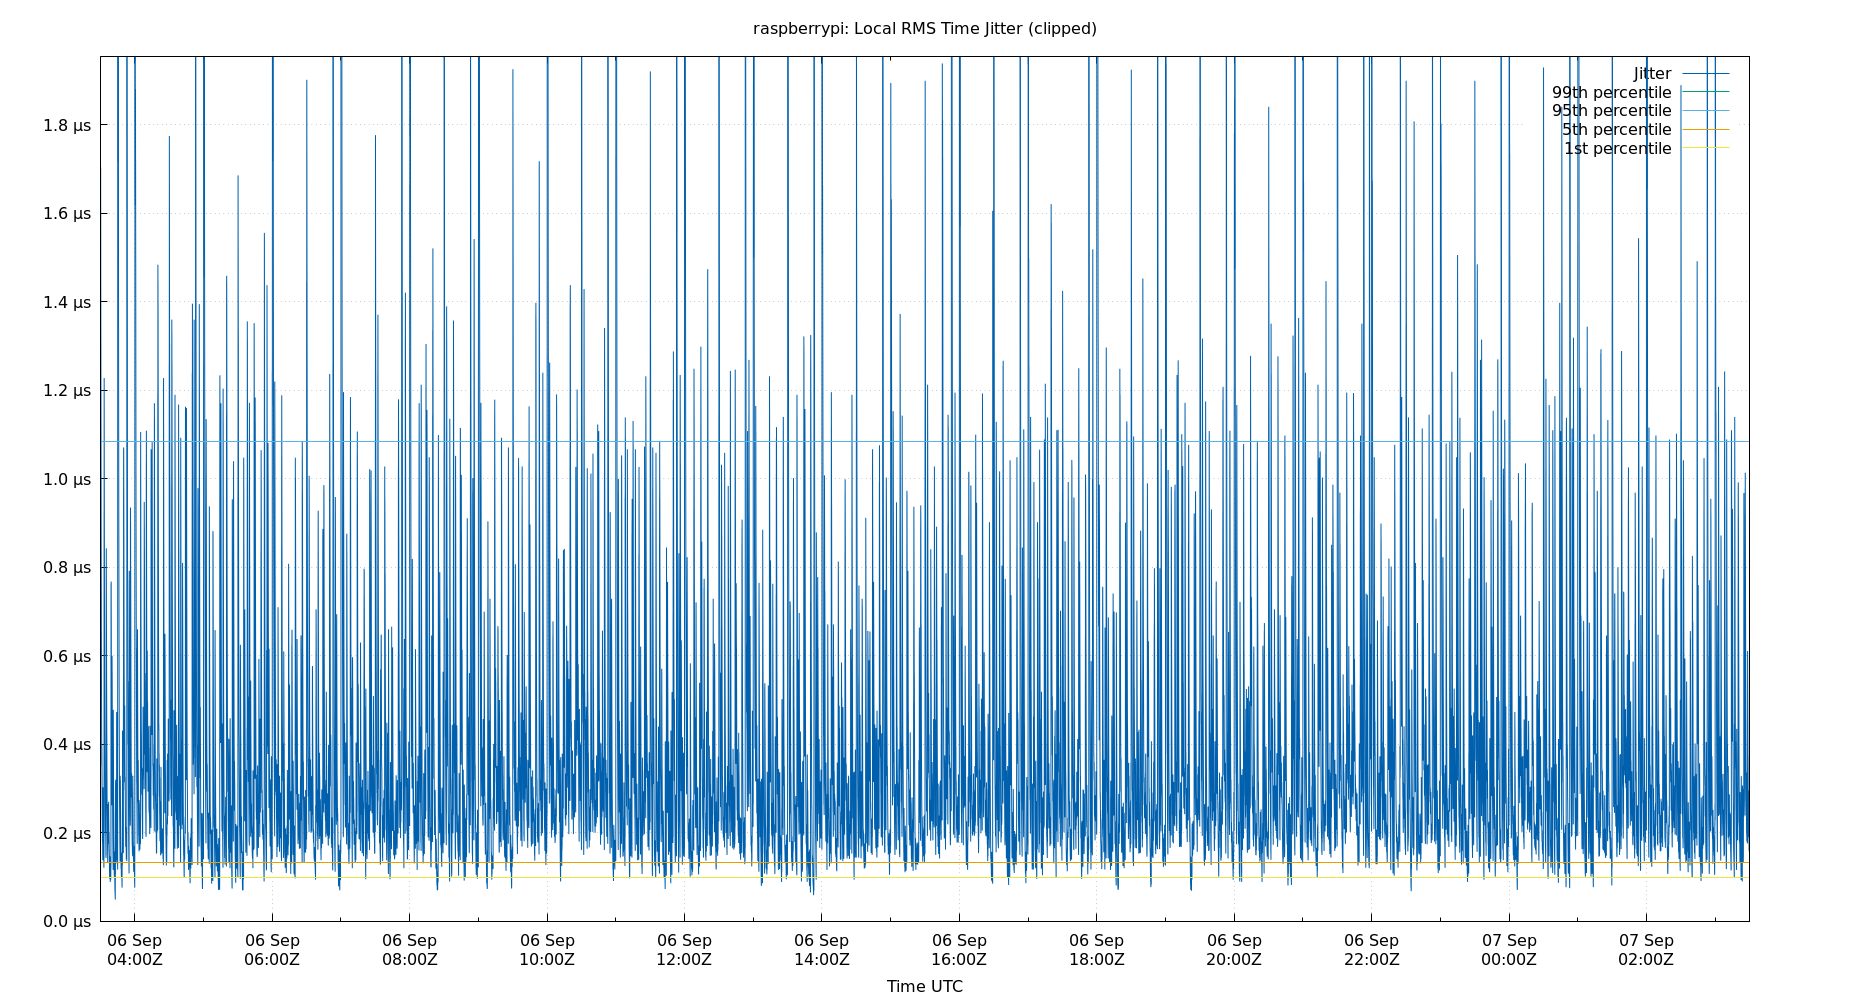 raspberrypi: Local RMS Time Jitter (clipped)
Jitter
99th percentile
95th percentile
5th percentile
1st percentile
1.8 µs
1.6 µs
1.4 µs
1.2 µs
1.0 µs
0.8 µs
0.6 µs
0.4 µs
0.2 µs
0.0 µs
06 Sep 06 Sep 06 Sep 06 Sep 06 Sep 06 Sep 06 Sep 06 Sep 06 Sep 06 Sep 07 Sep 07 Sep
04:00Z 06:00Z 08:00Z 10:00Z 12:00Z 14:00Z 16:00Z 18:00Z 20:00Z 22:00Z 00:00Z 02:00Z
Time UTC